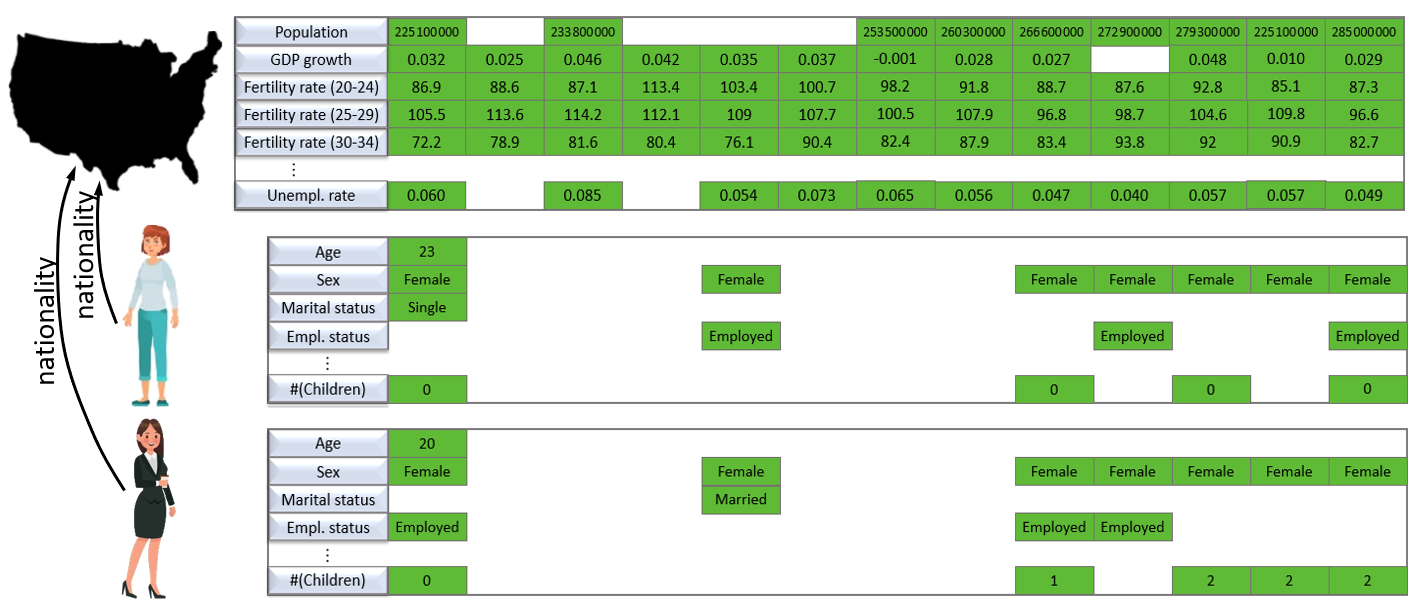 Population 225100000 233800000 253500000 260300000 266600000 272900000 279300000 225100000 285000000
GDP growth 0.032 0.025 0.046 0.042 0.035 0.037 -0.001 0.028 0.027 0.048 0.010 0.029
Fertility rate (20-24) 86.9 88.6 87.1 113.4 103.4 100.7 98.2 91.8 88.7 87.6 92.8 85.1 87.3
Fertility rate (25-29) 105.5 113.6 114.2 112.1 109 107.7 100.5 107.9 96.8 98.7 104.6 109.8 96.6
Fertility rate (30-34) 72.2 78.9 81.6 80.4 76.1 90.4 82.4 87.9 83.4 93.8 92 90.9 82.7
⋮
Unempl. rate 0.060 0.085 0.054 0.073 0.065 0.056 0.047 0.040 0.057 0.057 0.049
nationality
nationality
Age 23
Sex Female Female Female Female Female Female Female
Marital status Single
Empl. status Employed Employed Employed
⋮
#(Children) 0 0 0 0
Age 20
Sex Female Female Female Female Female Female Female
Marital status Married
Empl. status Employed Employed Employed
⋮
#(Children) 0 1 2 2 2